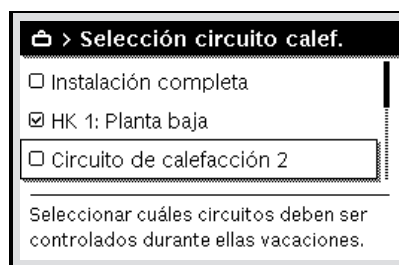 > Selección circuito calef.
Instalación completa
HK 1: Planta baja
Circuito de calefacción 2
Seleccionar cuáles circuitos deben ser
controlados durante ellas vacaciones.